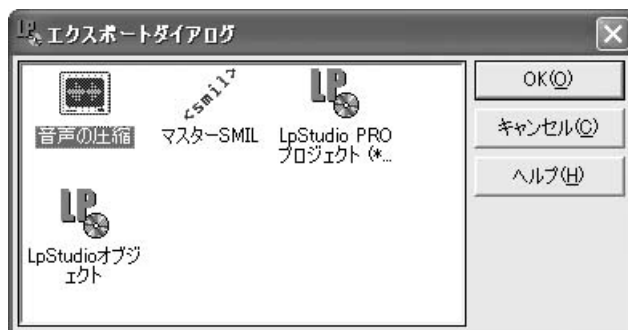 エクスポートダイアログ
OK(O)
キャンセル(C)
ヘルプ(H)
<smil>
LP
音声の圧縮
マスターSMIL
LpStudio PRO
プロジェクト (*...
LP
LpStudioオブジ
ェクト